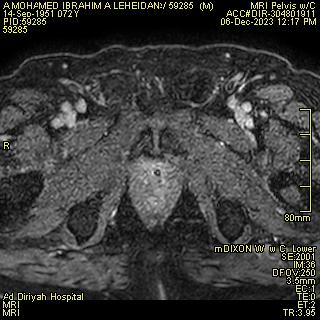 A MOHAMED IBRAHIM A LEHEIDAN:/ 59285 (M)
14-Sep-1951 072Y
PID:59285
59285
MRI Pelvis w/C
ACC#DIR-304801911
06-Dec-2023 12:17 PM
R
80mm
mDIXON W w C Lower
SE:2001
IM:36
DFOV:250
3.5mm
EC:1
TE:0
ET:2
TR:3.95
Ad Diriyah Hospital
MRI
MRI